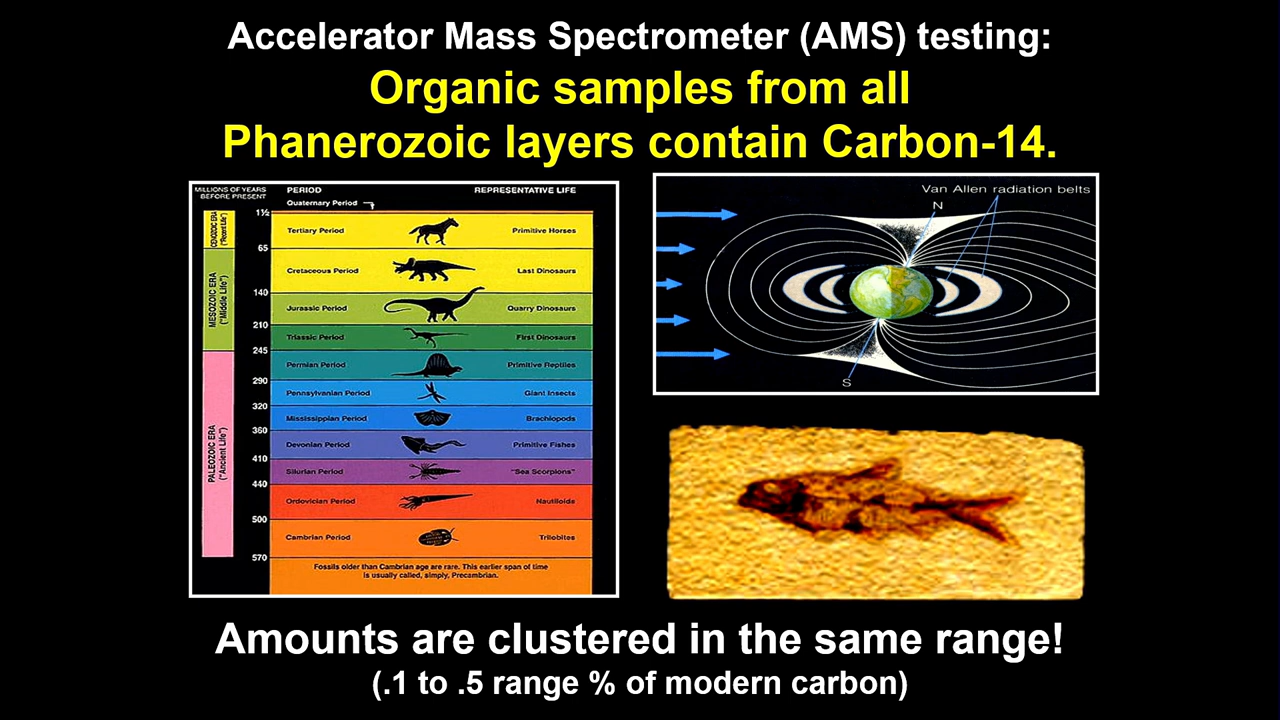 Accelerator Mass Spectrometer (AMS) testing:
Organic samples from all
Phanerozoic layers contain Carbon-14.
MILLIONS OF YEARS
BEFORE PRESENT
PERIOD
REPRESENTATIVE LIFE
Quaternary Period
1½
Tertiary Period
Primitive Horses
65
Cretaceous Period
Last Dinosaurs
140
Jurassic Period
Quarry Dinosaurs
210
Triassic Period
First Dinosaurs
245
Permian Period
Primitive Reptiles
290
Pennsylvanian Period
Giant Insects
320
Mississippian Period
Brachiopods
360
Devonian Period
Primitive Fishes
410
Silurian Period
"Sea Scorpions"
440
Ordovician Period
Nautiloids
500
Cambrian Period
Trilobites
570
Fossils older than Cambrian age are rare. This earlier span of time
is usually called, simply, Precambrian.
CENOZOIC ERA
("Recent Life")
MESOZOIC ERA
("Middle Life")
PALEOZOIC ERA
("Ancient Life")
Van Allen radiation belts
N
S
Amounts are clustered in the same range!
(.1 to .5 range % of modern carbon)